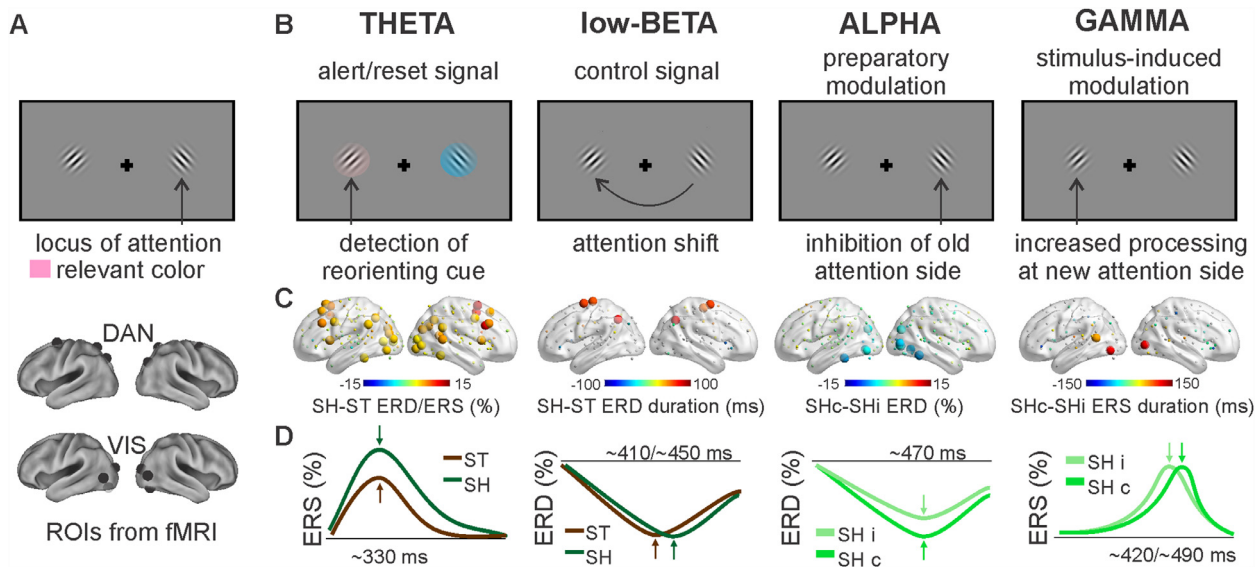 A
B
THETA
low-BETA
ALPHA
GAMMA
alert/reset signal
control signal
preparatory
modulation
stimulus-induced
modulation
locus of attention
relevant color
detection of
reorienting cue
attention shift
inhibition of old
attention side
increased processing
at new attention side
C
DAN
VIS
ROIs from fMRI
-15
15
SH-ST ERD/ERS (%)
-100
100
SH-ST ERD duration (ms)
-15
15
SHc-SHi ERD (%)
-150
150
SHc-SHi ERS duration (ms)
D
ERS (%)
ST
SH
~330 ms
ERD (%)
~410/~450 ms
ST
SH
ERD (%)
~470 ms
SH i
SH c
ERS (%)
SH i
SH c
~420/~490 ms